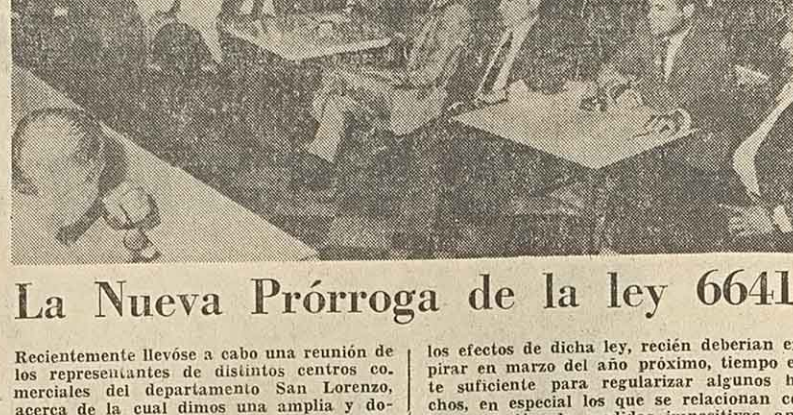 La Nueva Prórroga de la ley 6641
Recientemente llevóse a cabo una reunión de
los representantes de distintos centros co-
merciales del departamento San Lorenzo,
acerca de la cual dimos una amplia y do-
los efectos de dicha ley, recién deberian
pirar en marzo del año próximo, tiempo
te suficiente para regularizar algunos
chos, en especial los que se relacionan